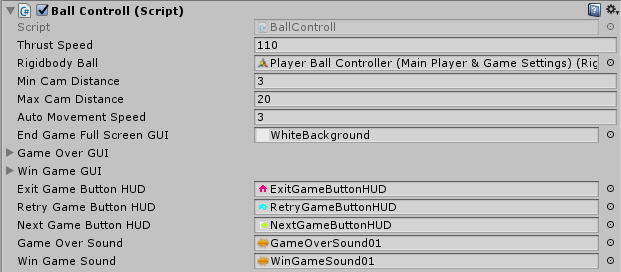 Ball Controll (Script)
Script BallControll
Thrust Speed 110
Rigidbody Ball Player Ball Controller (Main Player & Game Settings) (Rig
Min Cam Distance 3
Max Cam Distance 20
Auto Movement Speed 3
End Game Full Screen GUI WhiteBackground
Game Over GUI
Win Game GUI
Exit Game Button HUD ExitGameButtonHUD
Retry Game Button HUD RetryGameButtonHUD
Next Game Button HUD NextGameButtonHUD
Game Over Sound GameOverSound01
Win Game Sound WinGameSound01